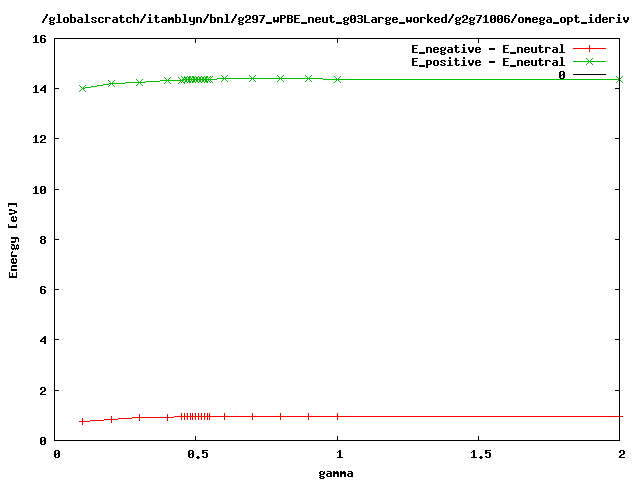 /globalscratch/itamblyn/bnl/g297_wPBE_neut_g03Large_worked/g2g71006/omega_opt_ideriv
E_negative - E_neutral
E_positive - E_neutral
0
16
14
12
10
8
6
4
2
0
Energy [eV]
0 0.5 1 1.5 2
gamma